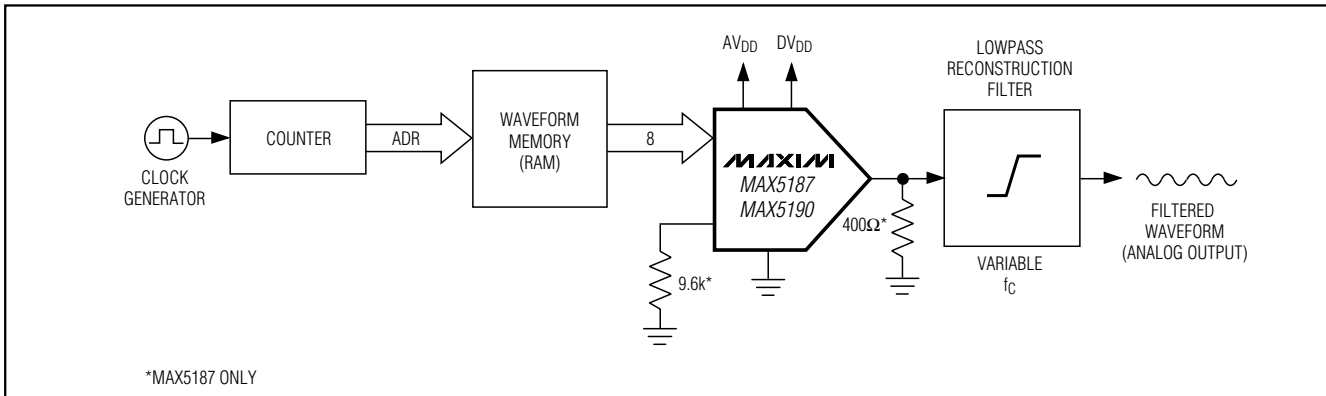 CLOCK
GENERATOR
COUNTER
ADR
WAVEFORM
MEMORY
(RAM)
8
AVDD
DVDD
MAXIM
MAX5187
MAX5190
9.6k*
400Ω*
LOWPASS
RECONSTRUCTION
FILTER
VARIABLE
fC
FILTERED
WAVEFORM
(ANALOG OUTPUT)
*MAX5187 ONLY